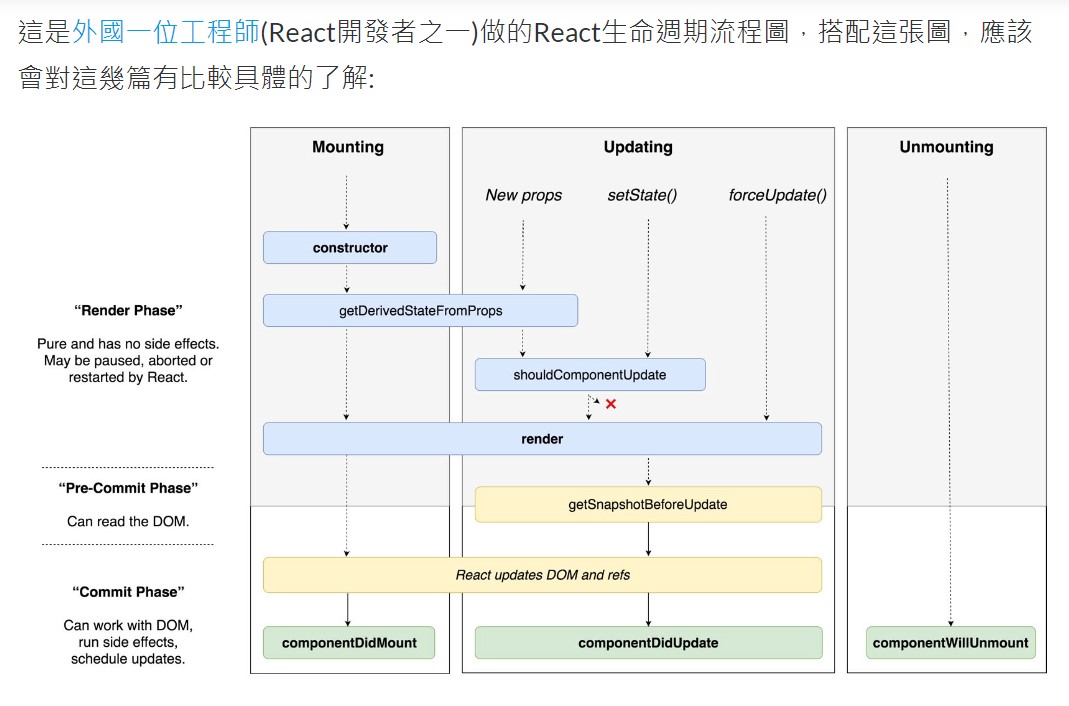 這是外國一位工程師(React開發者之一)做的React生命週期流程圖，搭配這張圖，應該
會對這幾篇有比較具體的了解:
Mounting
Updating
Unmounting
New props
setState()
forceUpdate()
constructor
“Render Phase”
Pure and has no side effects.
May be paused, aborted or
restarted by React.
getDerivedStateFromProps
shouldComponentUpdate
render
“Pre-Commit Phase”
Can read the DOM.
getSnapshotBeforeUpdate
React updates DOM and refs
“Commit Phase”
Can work with DOM,
run side effects,
schedule updates.
componentDidMount
componentDidUpdate
componentWillUnmount